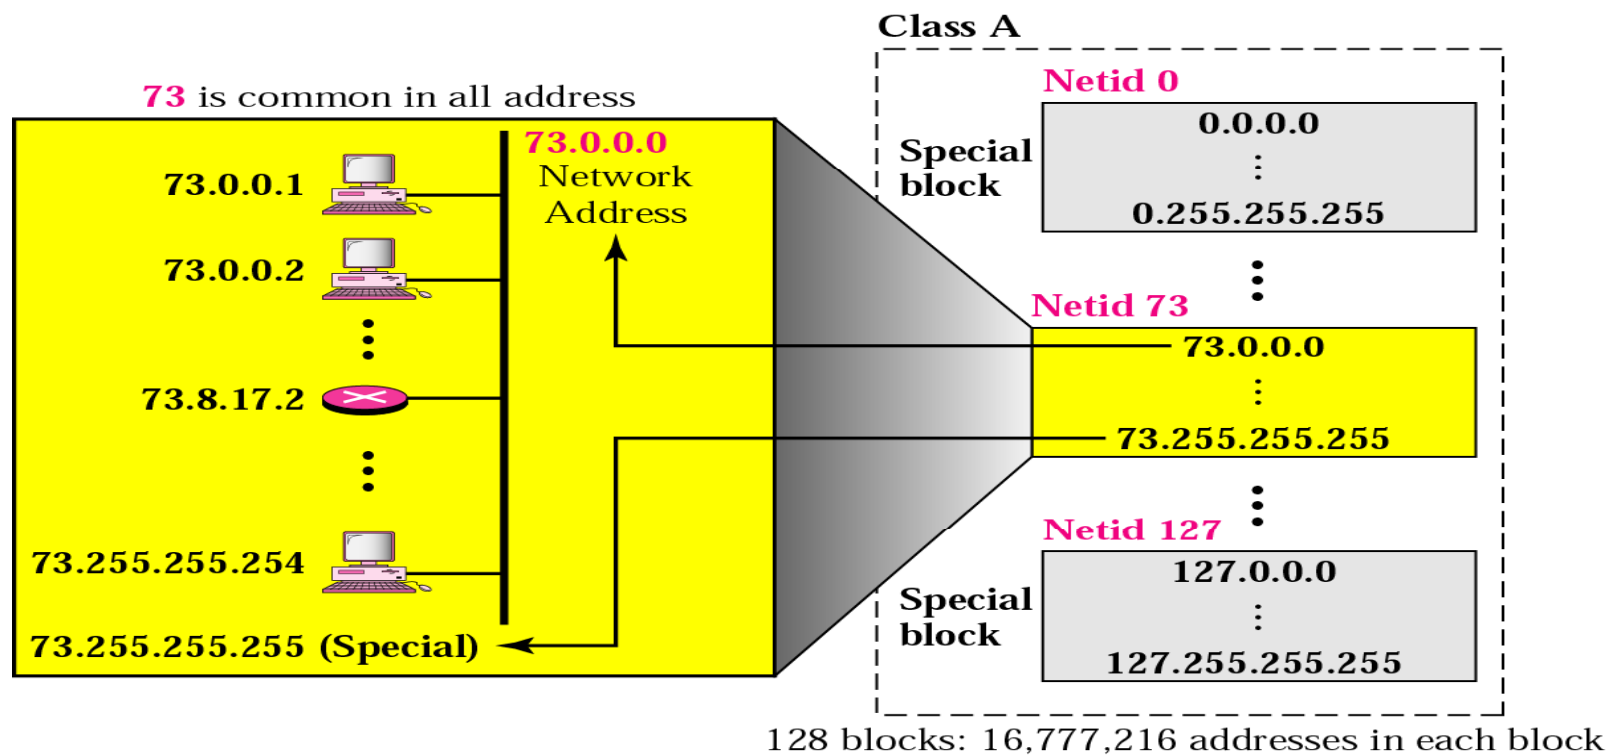 Class A
73 is common in all address
73.0.0.0
Network
Address
73.0.0.1
73.0.0.2
73.8.17.2
73.255.255.254
73.255.255.255 (Special)
Netid 0
Special
block
0.0.0.0
0.255.255.255
Netid 73
73.0.0.0
73.255.255.255
Netid 127
Special
block
127.0.0.0
127.255.255.255
128 blocks: 16,777,216 addresses in each block